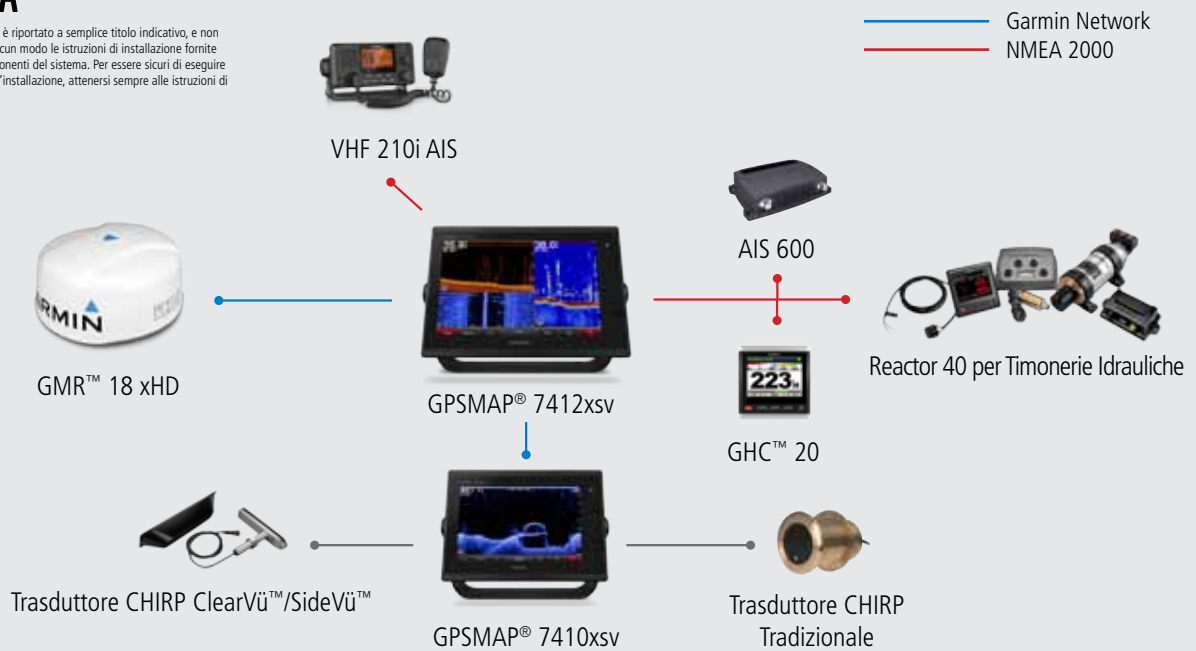 A
è riportato a semplice titolo indicativo, e non
cun modo le istruzioni di installazione fornite
onenti del sistema. Per essere sicuri di eseguire
l’installazione, attenersi sempre alle istruzioni di
Garmin Network
NMEA 2000
VHF 210i AIS
AIS 600
RMIN
GMR™ 18 xHD
GPSMAP® 7412xsv
223
Reactor 40 per Timonerie Idrauliche
GHC™ 20
Trasduttore CHIRP ClearVü™/SideVü™
GPSMAP® 7410xsv
Trasduttore CHIRP
Tradizionale